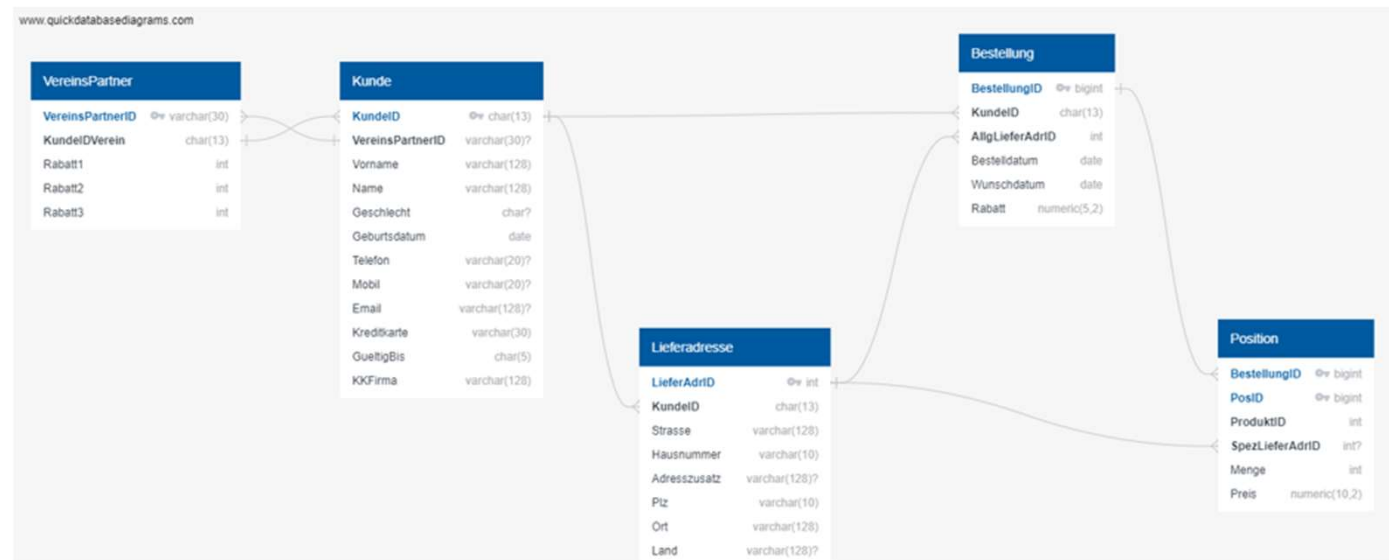 www.quickdatabasediagrams.com
VereinsPartner
VereinsPartnerID varchar(30)
KundeIDVerein char(13)
Rabatt1 int
Rabatt2 int
Rabatt3 int
Kunde
KundeID char(13)
VereinsPartnerID varchar(30)?
Vorname varchar(128)
Name varchar(128)
Geschlecht char?
Geburtsdatum date
Telefon varchar(20)?
Mobil varchar(20)?
Email varchar(128)?
Kreditkarte varchar(30)
GueltigBis char(5)
KKFirma varchar(128)
Lieferadresse
LieferAdrID int
KundeID char(13)
Strasse varchar(128)
Hausnummer varchar(10)
Adresszusatz varchar(128)?
Plz varchar(10)
Ort varchar(128)
Land varchar(128)?
Bestellung
BestellungID bigint
KundeID char(13)
AllgLieferAdrID int
Bestelldatum date
Wunschdatum date
Rabatt numeric(5,2)
Position
BestellungID bigint
PosID bigint
ProduktID int
SpezLieferAdrID int?
Menge int
Preis numeric(10,2)